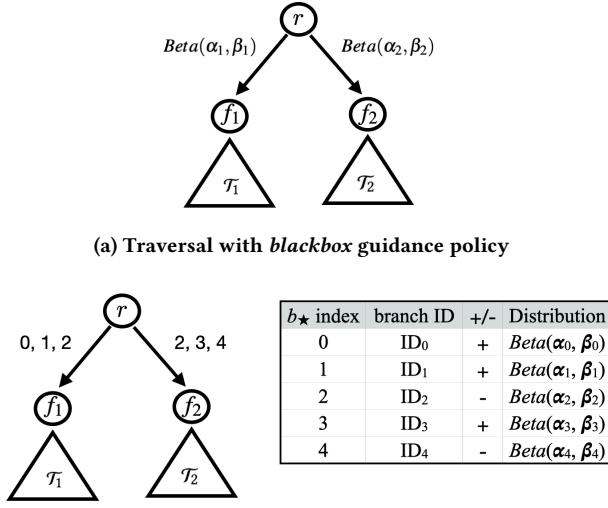 r
Beta(α₁, β₁) Beta(α₂, β₂)
f₁ f₂
𝒯₁ 𝒯₂
(a) Traversal with blackbox guidance policy
r
0, 1, 2 2, 3, 4
f₁ f₂
𝒯₁ 𝒯₂
b★ index branch ID +/- Distribution
0 ID₀ + Beta(α₀, β₀)
1 ID₁ + Beta(α₁, β₁)
2 ID₂ - Beta(α₂, β₂)
3 ID₃ + Beta(α₃, β₃)
4 ID₄ - Beta(α₄, β₄)